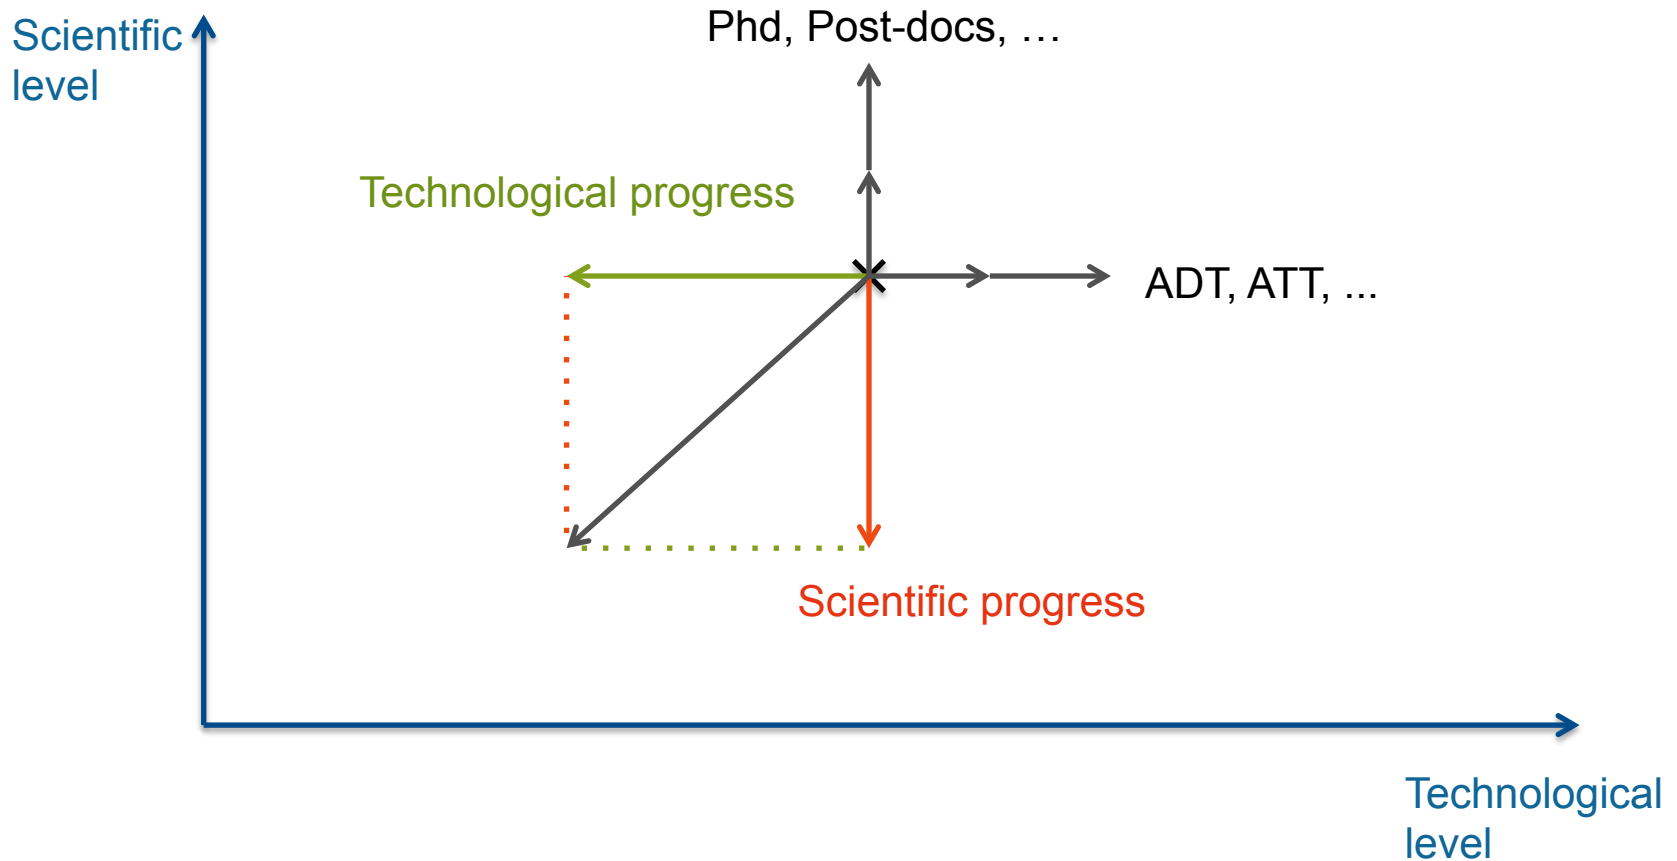 Scientific
level
Phd, Post-docs, …
Technological progress
ADT, ATT, ...
Scientific progress
Technological
level